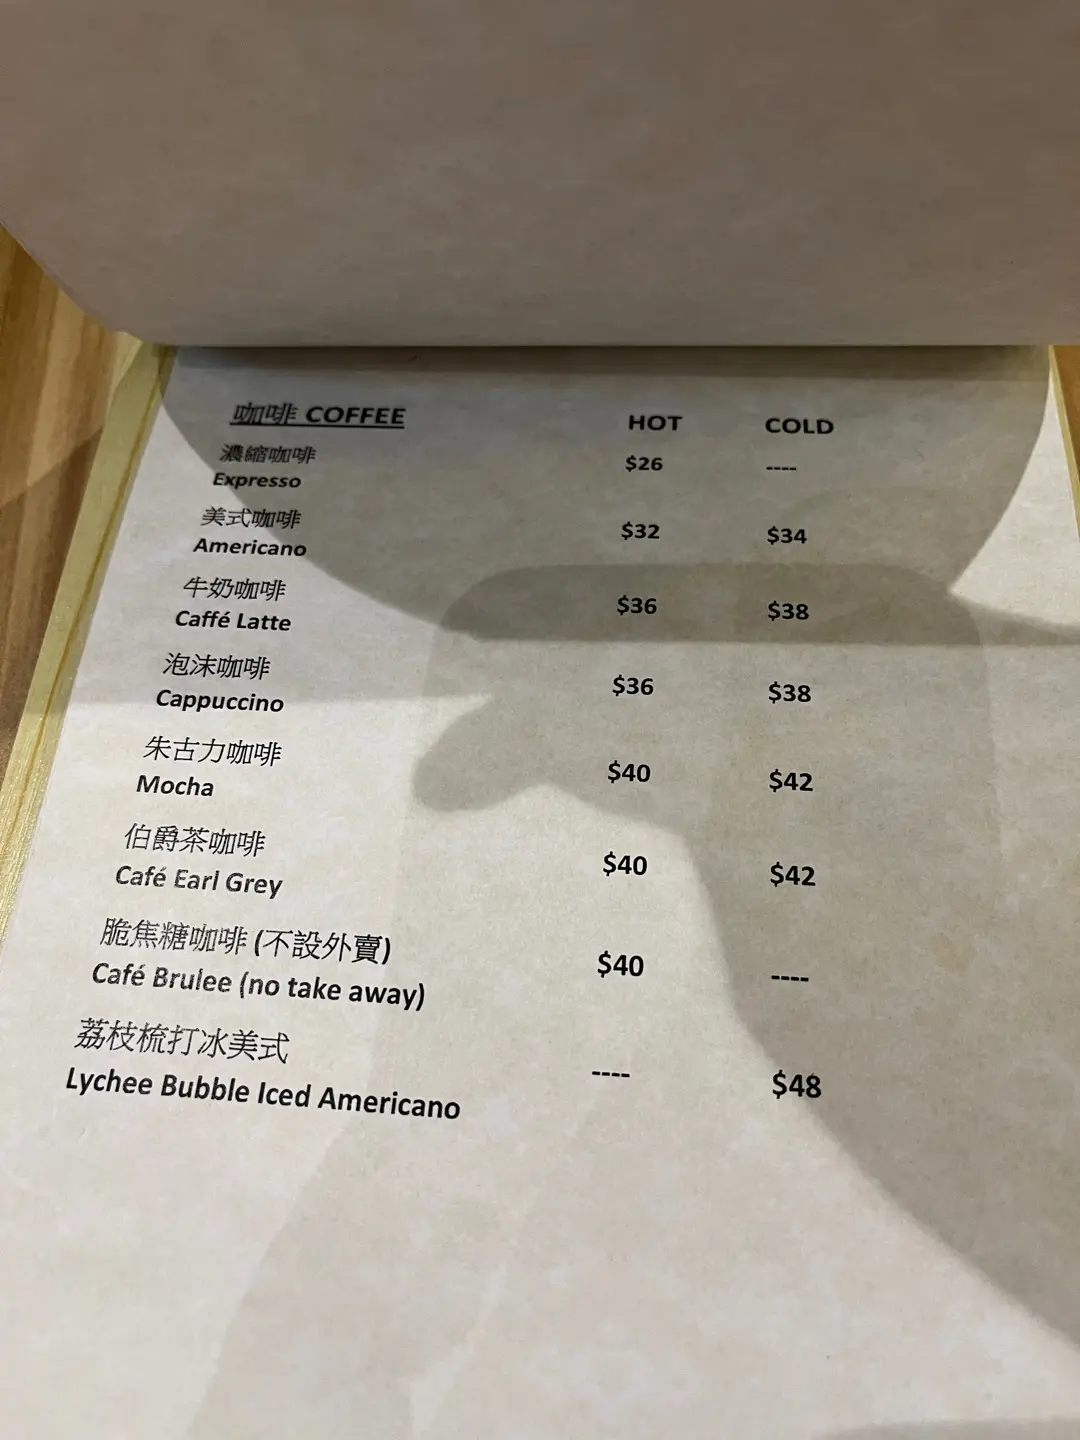 咖啡 COFFEE HOT COLD
濃縮咖啡
Expresso $26 ----
美式咖啡
Americano $32 $34
牛奶咖啡
Caffé Latte $36 $38
泡沫咖啡
Cappuccino $36 $38
朱古力咖啡
Mocha $40 $42
伯爵茶咖啡
Café Earl Grey $40 $42
脆焦糖咖啡 (不設外賣)
Café Brulee (no take away) $40 ----
荔枝梳打冰美式
Lychee Bubble Iced Americano ---- $48